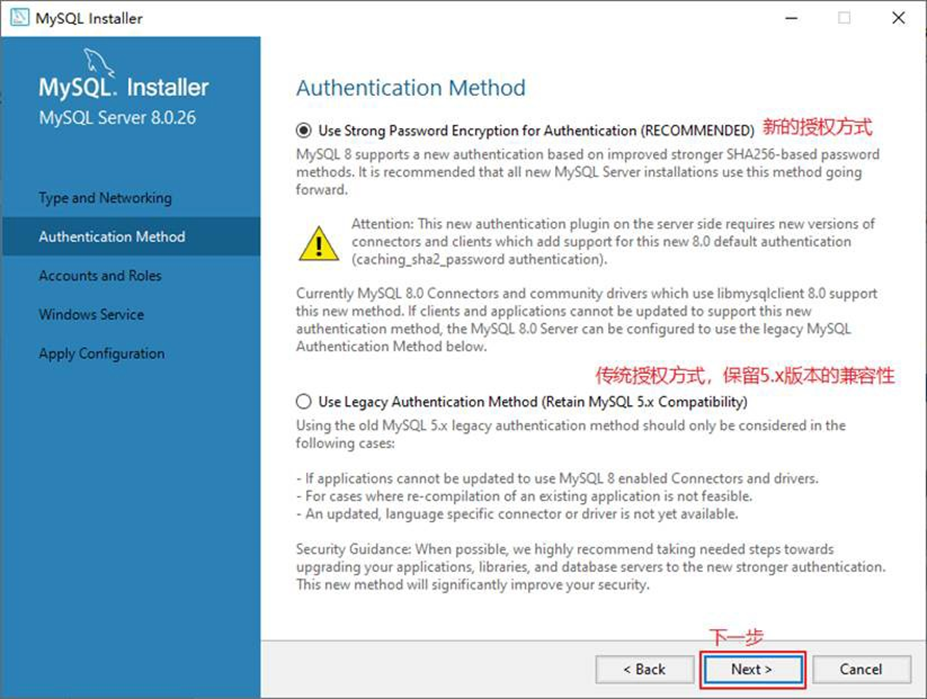 MySQL Installer
MySQL. Installer
MySQL Server 8.0.26
Type and Networking
Authentication Method
Accounts and Roles
Windows Service
Apply Configuration
Authentication Method
Use Strong Password Encryption for Authentication (RECOMMENDED) 新的授权方式
MySQL 8 supports a new authentication based on improved stronger SHA256-based password
methods. It is recommended that all new MySQL Server installations use this method going
forward.
Attention: This new authentication plugin on the server side requires new versions of
connectors and clients which add support for this new 8.0 default authentication
(caching_sha2_password authentication).
Currently MySQL 8.0 Connectors and community drivers which use libmysqlclient 8.0 support
this new method. If clients and applications cannot be updated to support this new
authentication method, the MySQL 8.0 Server can be configured to use the legacy MySQL
Authentication Method below.
传统授权方式，保留5.x版本的兼容性
Use Legacy Authentication Method (Retain MySQL 5.x Compatibility)
Using the old MySQL 5.x legacy authentication method should only be considered in the
following cases:
- If applications cannot be updated to use MySQL 8 enabled Connectors and drivers.
- For cases where re-compilation of an existing application is not feasible.
- An updated, language specific connector or driver is not yet available.
Security Guidance: When possible, we highly recommend taking needed steps towards
upgrading your applications, libraries, and database servers to the new stronger authentication.
This new method will significantly improve your security.
下一步
< Back
Next >
Cancel